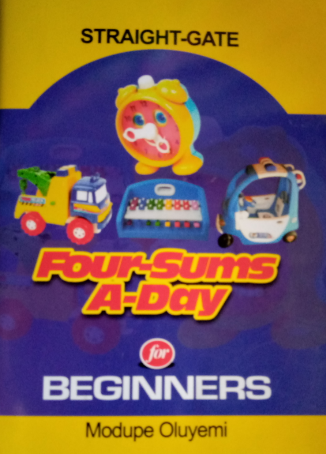 STRAIGHT-GATE
Four-Sums
A-Day
for
BEGINNERS
Modupe Oluyemi